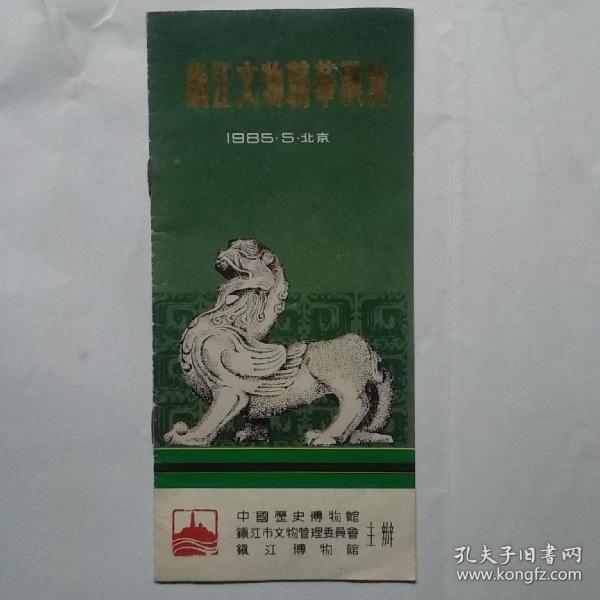 鎮江文物精華展覽
1985·5·北京
中國歷史博物館
鎮江市文物管理委員會
鎮江博物館
主辦
孔夫子旧書网
www.kongfz.com